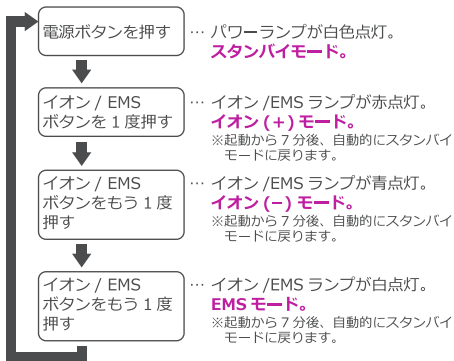 電源ボタンを押す … パワーランプが白色点灯。
スタンバイモード。
イオン / EMS … イオン /EMS ランプが赤点灯。
ボタンを 1 度押す イオン (+) モード。
※起動から 7 分後、自動的にスタンバイ
モードに戻ります。
イオン / EMS … イオン /EMS ランプが青点灯。
ボタンをもう 1 度 イオン (−) モード。
押す ※起動から 7 分後、自動的にスタンバイ
モードに戻ります。
イオン / EMS … イオン /EMS ランプが白点灯。
ボタンをもう 1 度 EMS モード。
押す ※起動から 7 分後、自動的にスタンバイ
モードに戻ります。